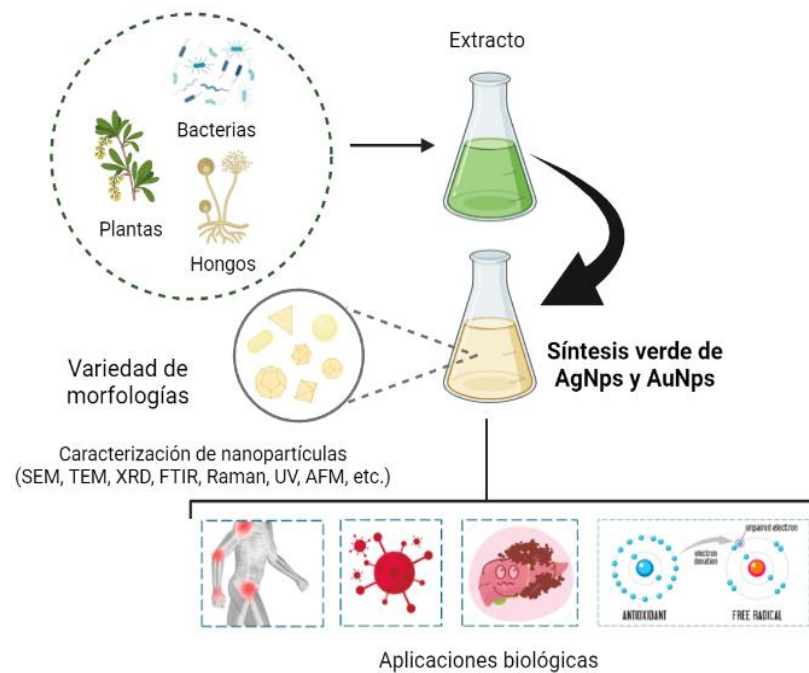 Extracto
Bacterias
Plantas
Hongos
Variedad de
morfologías
Síntesis verde de
AgNps y AuNps
Caracterización de nanopartículas
(SEM, TEM, XRD, FTIR, Raman, UV, AFM, etc.)
unpaired electron
electron
donation
ANTIOXIDANT
FREE RADICAL
Aplicaciones biológicas